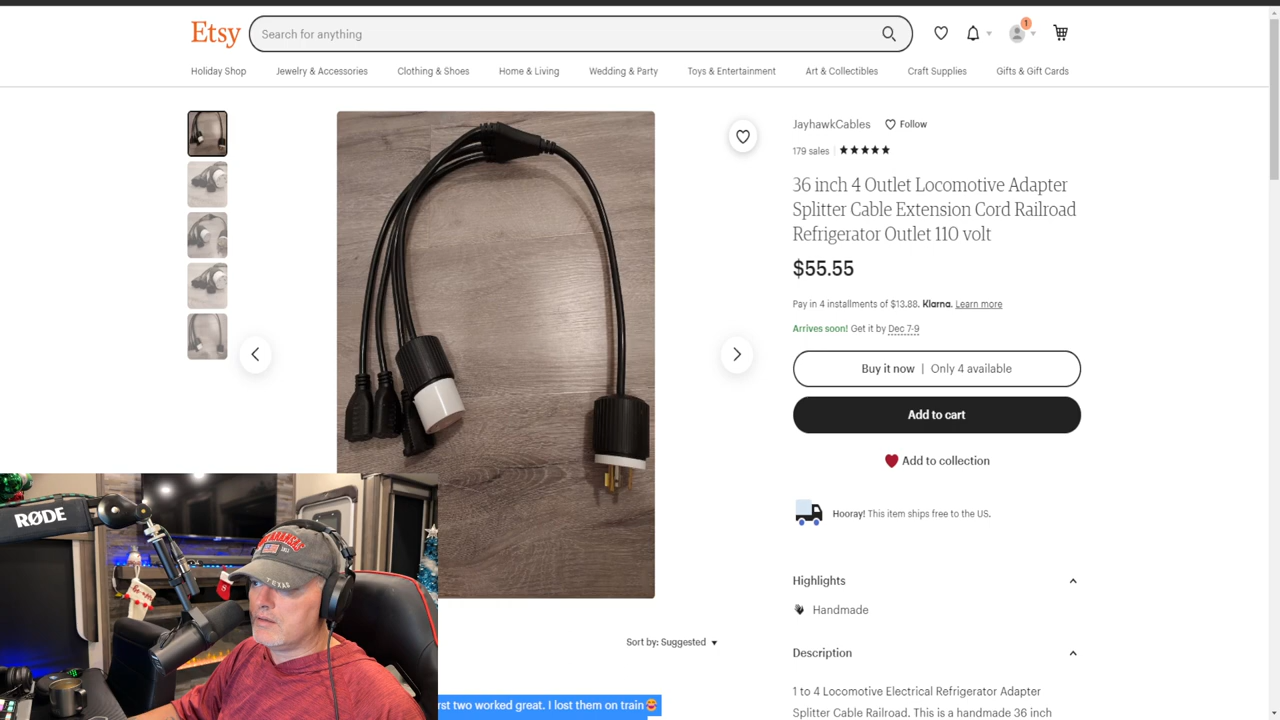 Etsy
Search for anything
1
Holiday Shop
Jewelry & Accessories
Clothing & Shoes
Home & Living
Wedding & Party
Toys & Entertainment
Art & Collectibles
Craft Supplies
Gifts & Gift Cards
JayhawkCables
Follow
179 sales
36 inch 4 Outlet Locomotive Adapter
Splitter Cable Extension Cord Railroad
Refrigerator Outlet 110 volt
$55.55
Pay in 4 installments of $13.88. Klarna. Learn more
Arrives soon! Get it by Dec 7-9
Buy it now | Only 4 available
Add to cart
Add to collection
Hooray! This item ships free to the US.
Highlights
Handmade
Sort by: Suggested
Description
1 to 4 Locomotive Electrical Refrigerator Adapter
Splitter Cable Railroad. This is a handmade 36 inch
two worked great. I lost them on train
RØDE
TEXAS